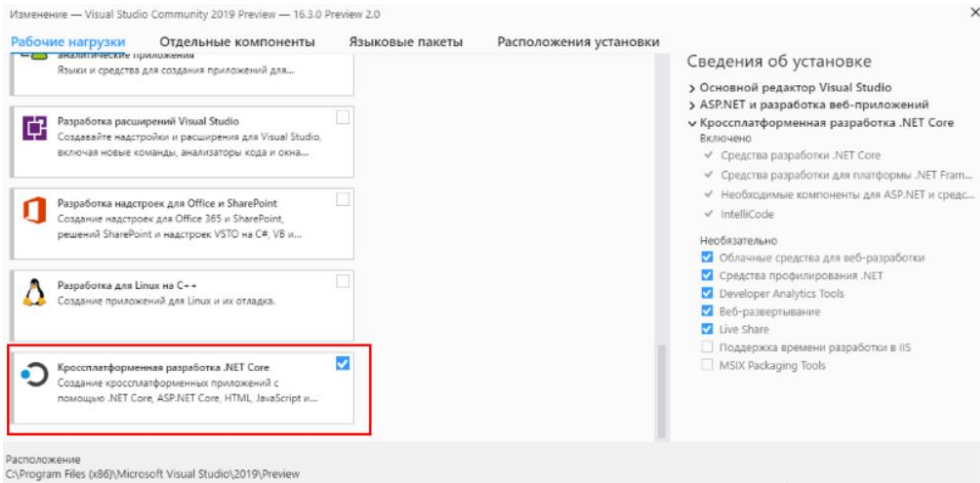 Изменение — Visual Studio Community 2019 Preview — 16.3.0 Preview 2.0
Рабочие нагрузки
Отдельные компоненты
Языковые пакеты
Расположения установки
аналитические приложения
Языки и средства для создания приложений для...
Разработка расширений Visual Studio
Создавайте надстройки и расширения для Visual Studio,
включая новые команды, анализаторы кода и окна...
Разработка надстроек для Office и SharePoint
Создание надстроек для Office 365 и SharePoint,
решений SharePoint и надстроек VSTO на C#, VB и...
Разработка для Linux на C++
Создание приложений для Linux и их отладка.
Кроссплатформенная разработка .NET Core
Создание кроссплатформенных приложений с
помощью .NET Core, ASP.NET Core, HTML, JavaScript и...
Сведения об установке
Основной редактор Visual Studio
ASP.NET и разработка веб-приложений
Кроссплатформенная разработка .NET Core
Включено
Средства разработки .NET Core
Средства разработки для платформы .NET Fram...
Необходимые компоненты для ASP.NET и средс...
IntelliCode
Необязательно
Облачные средства для веб-разработки
Средства профилирования .NET
Developer Analytics Tools
Веб-развертывание
Live Share
Поддержка времени разработки в IIS
MSIX Packaging Tools
Расположение
C:\Program Files (x86)\Microsoft Visual Studio\2019\Preview